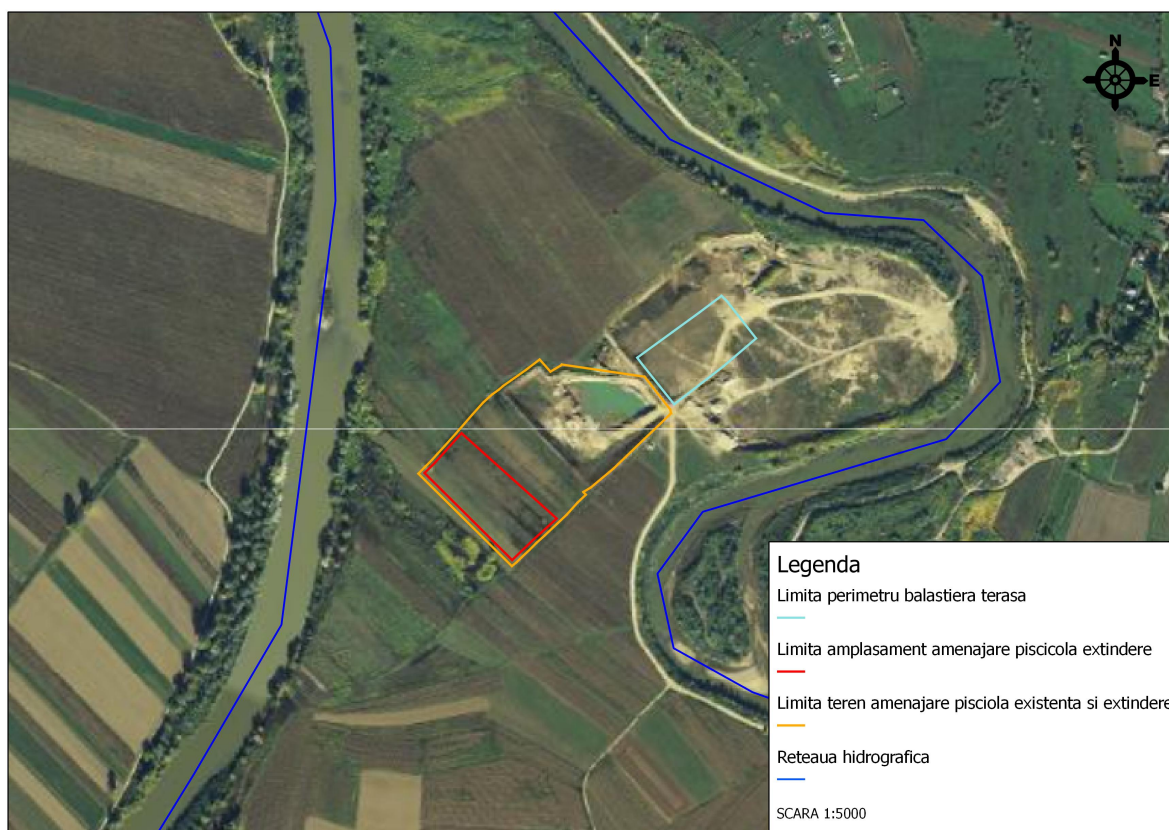 N
E
Legenda
Limita perimetru balastiera terasa
Limita amplasament amenajare piscicola extindere
Limita teren amenajare pisciola existenta si extindere
Reteaua hidrografica
SCARA 1:5000